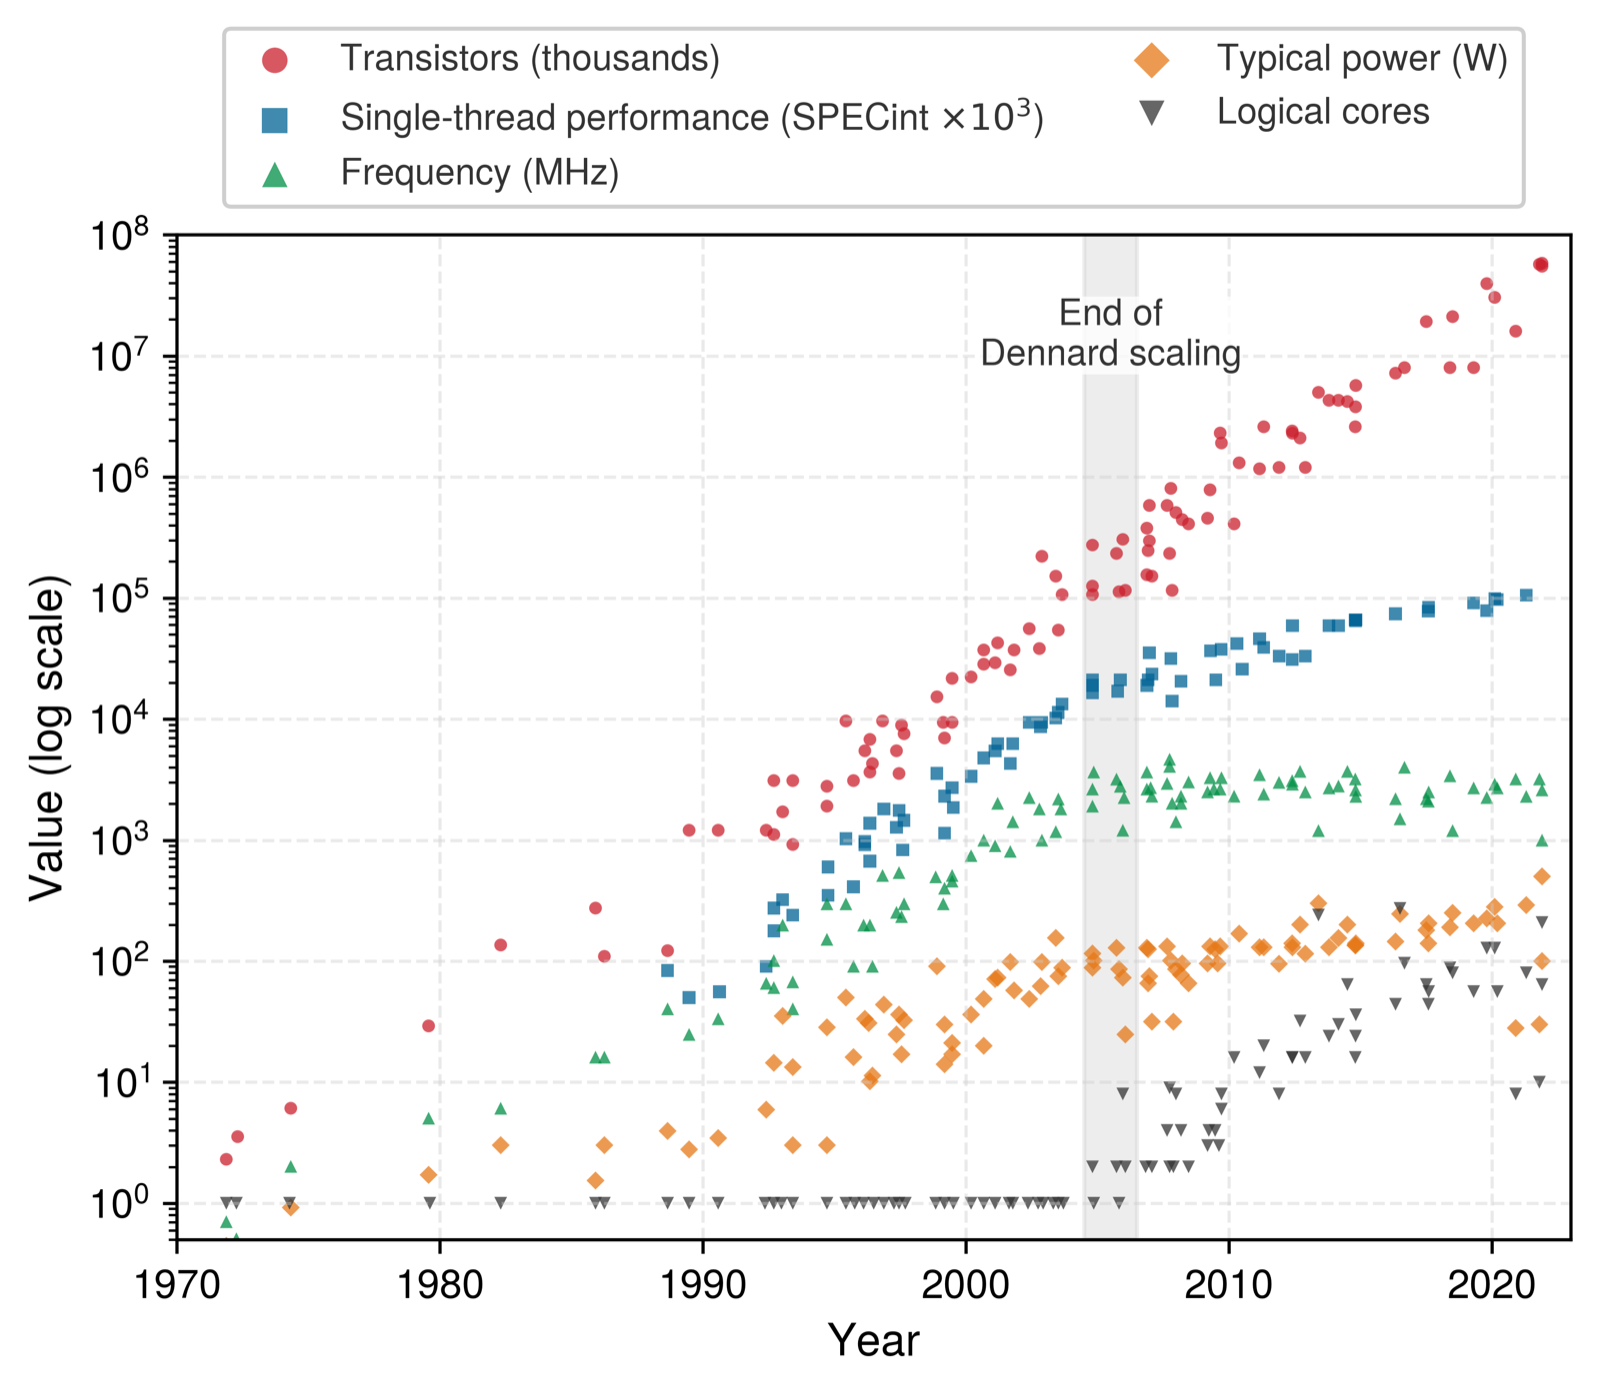 Transistors (thousands)
Single-thread performance (SPECint ×10³)
Frequency (MHz)
Typical power (W)
Logical cores
End of
Dennard scaling
10⁸
10⁷
10⁶
10⁵
10⁴
10³
10²
10¹
10⁰
Value (log scale)
1970 1980 1990 2000 2010 2020
Year